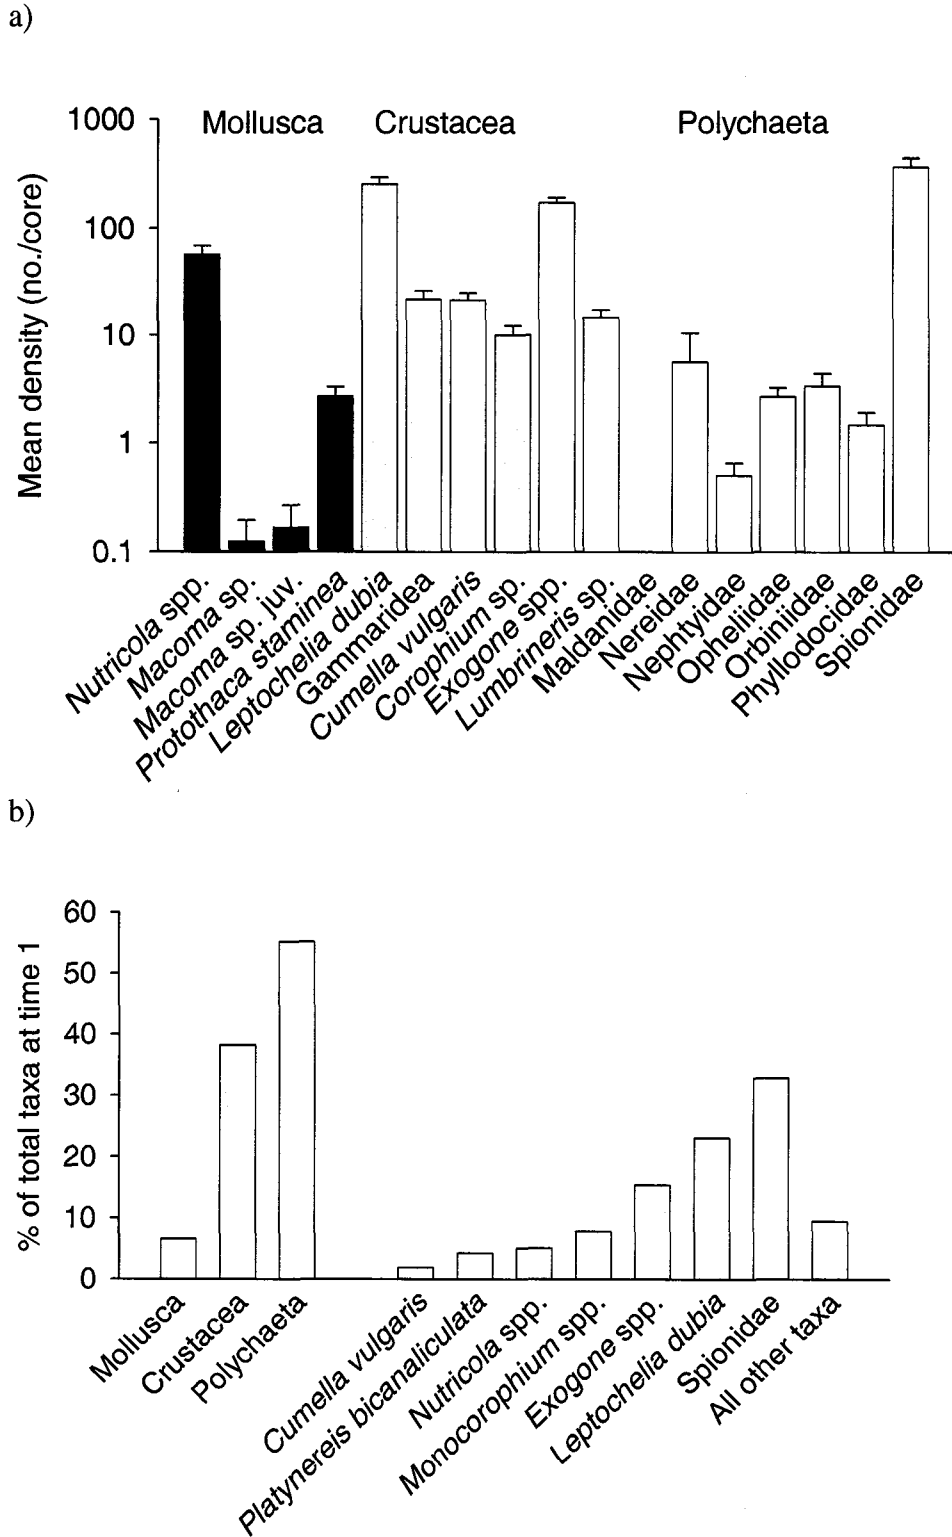 a)
Mollusca Crustacea Polychaeta
1000
100
10
1
0.1
Mean density (no./core)
Nutricola spp.
Macoma sp.
Macoma sp. juv.
Protothaca staminea
Leptochelia dubia
Gammaridea
Cumella vulgaris
Corophium sp.
Exogone spp.
Lumbrineris sp.
Maldanidae
Nereidae
Nephtyidae
Opheliidae
Orbiniidae
Phyllodocidae
Spionidae
b)
60
50
40
30
20
10
0
% of total taxa at time 1
Mollusca
Crustacea
Polychaeta
Cumella vulgaris
Platynereis bicanaliculata
Nutricola spp.
Monocorophium spp.
Exogone spp.
Leptochelia dubia
Spionidae
All other taxa